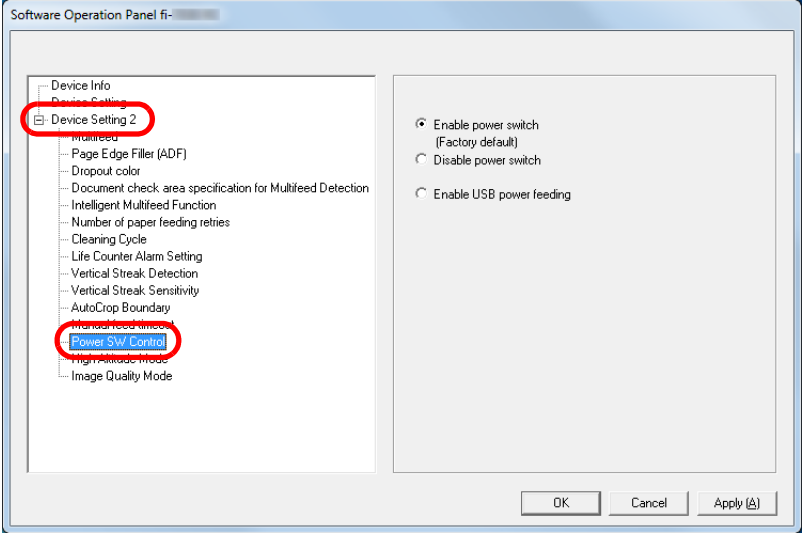 Software Operation Panel fi-
Device Info
Device Setting
Device Setting 2
Multifeed
Page Edge Filler (ADF)
Dropout color
Document check area specification for Multifeed Detection
Intelligent Multifeed Function
Number of paper feeding retries
Cleaning Cycle
Life Counter Alarm Setting
Vertical Streak Detection
Vertical Streak Sensitivity
AutoCrop Boundary
Manual feed timeout
Power SW Control
High Altitude Mode
Image Quality Mode
Enable power switch
(Factory default)
Disable power switch
Enable USB power feeding
OK
Cancel
Apply (A)